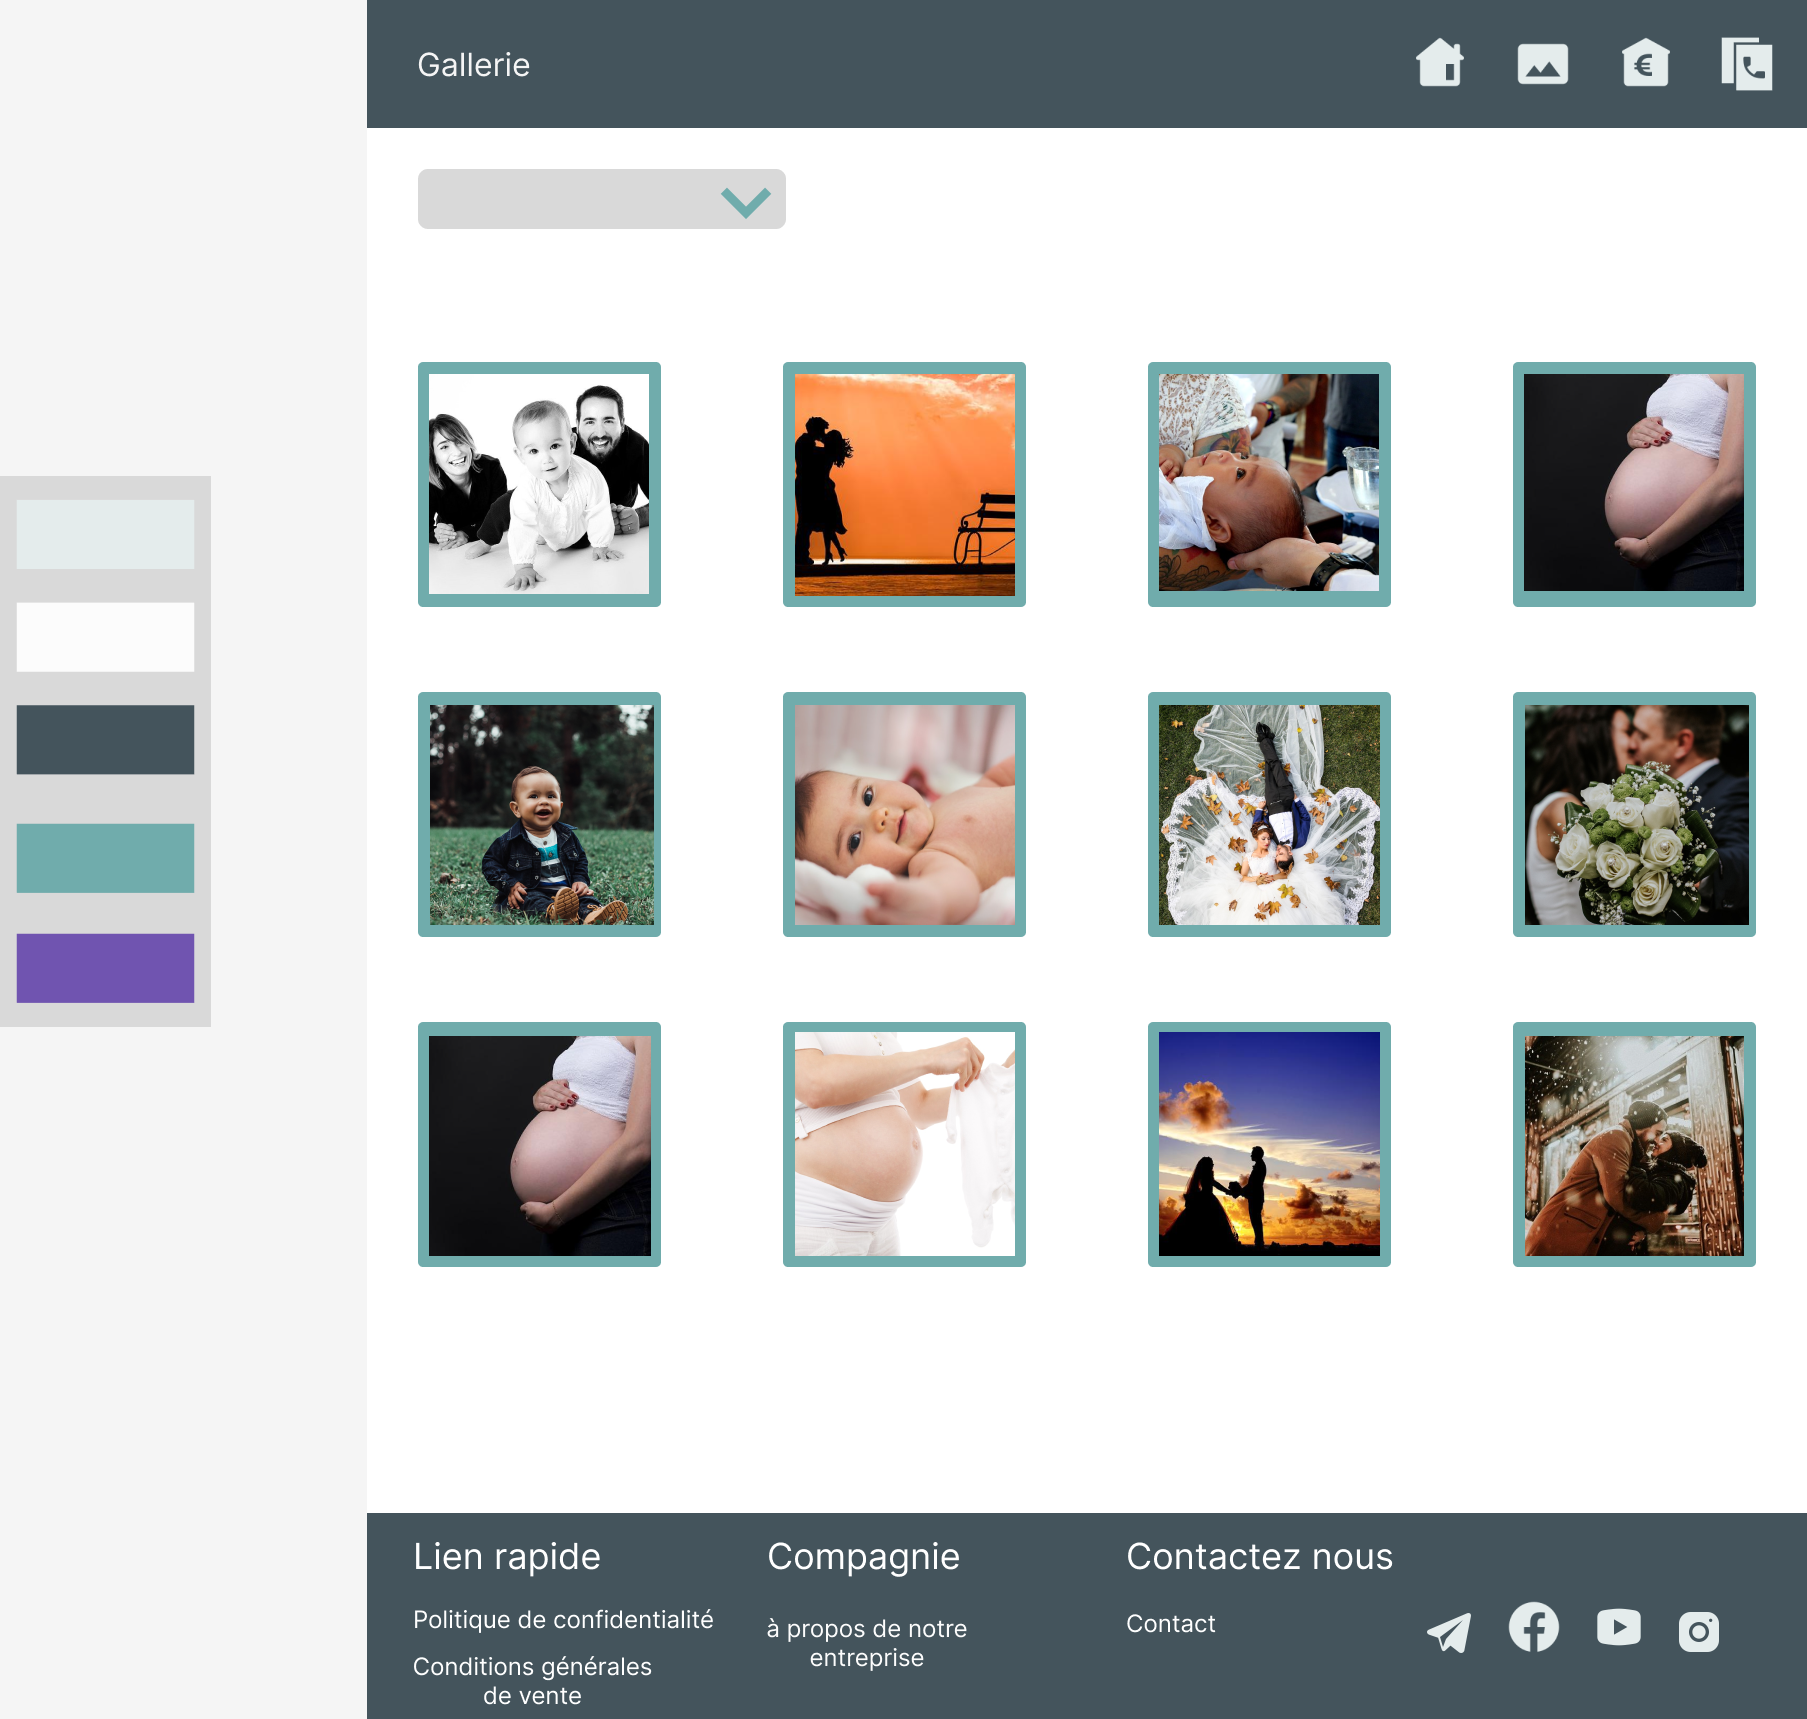 Gallerie
€
Lien rapide
Politique de confidentialité
Conditions générales
de vente
Compagnie
à propos de notre
entreprise
Contactez nous
Contact